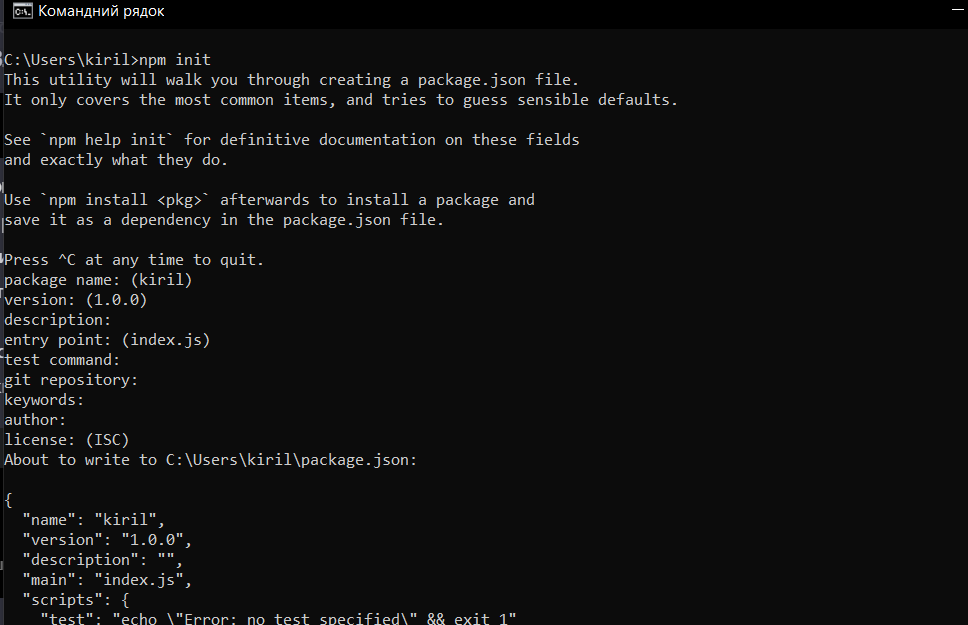 Командний рядок
C:\Users\kiril>npm init
This utility will walk you through creating a package.json file.
It only covers the most common items, and tries to guess sensible defaults.
See `npm help init` for definitive documentation on these fields
and exactly what they do.
Use `npm install <pkg>` afterwards to install a package and
save it as a dependency in the package.json file.
Press ^C at any time to quit.
package name: (kiril)
version: (1.0.0)
description:
entry point: (index.js)
test command:
git repository:
keywords:
author:
license: (ISC)
About to write to C:\Users\kiril\package.json:
{
  "name": "kiril",
  "version": "1.0.0",
  "description": "",
  "main": "index.js",
  "scripts": {
    "test": "echo \"Error: no test specified\" && exit 1"